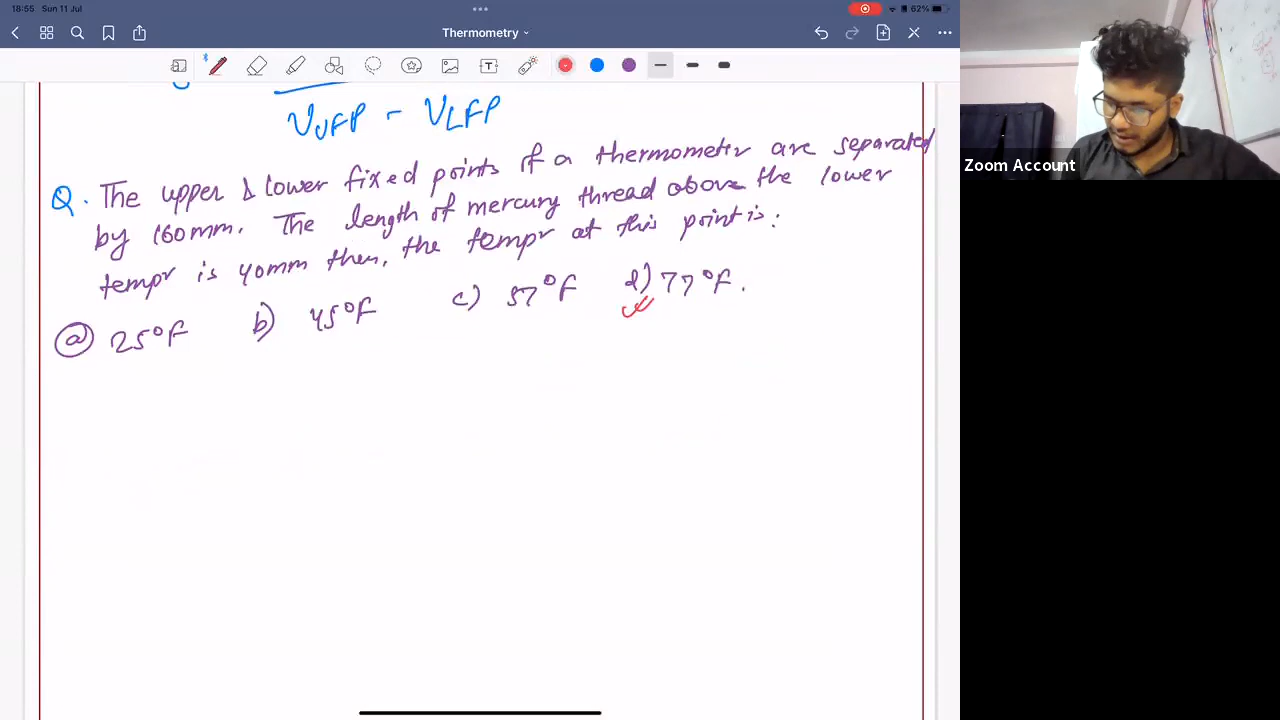 18:55 Sun 11 Jul
62%
Thermometry
V UFP - V LFP
Q. The upper & lower fixed points of a thermometer are separated
by 160mm. The length of mercury thread above the lower
tempr is 40mm then, the tempr at this point is:
a) 25°F b) 45°F c) 57°F d) 77°F.
Zoom Account